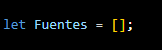 let Fuentes = [];